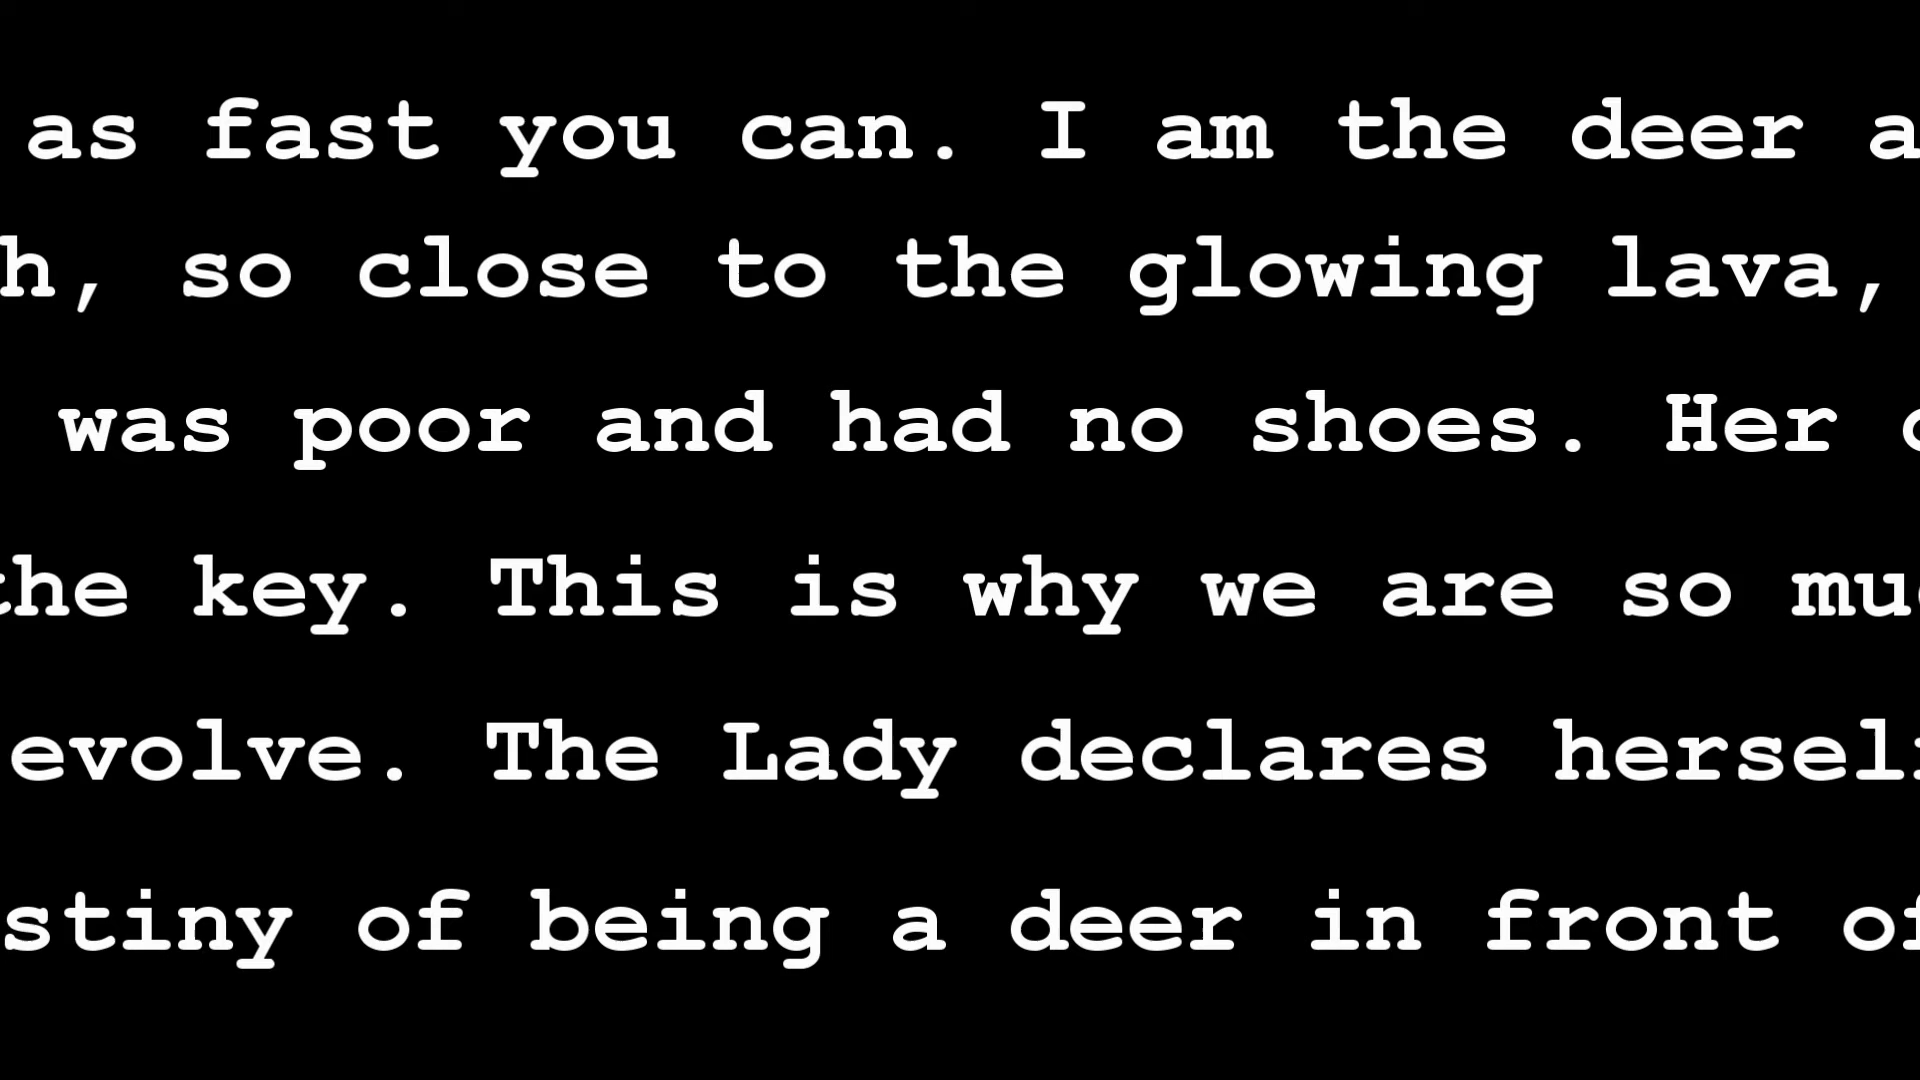 as fast you can. I am the deer a
h, so close to the glowing lava,
was poor and had no shoes. Her
the key. This is why we are so mu
evolve. The Lady declares hersel
stiny of being a deer in front of